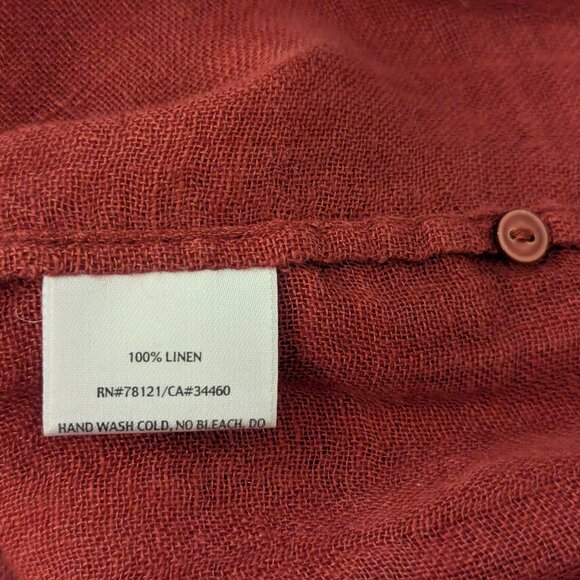 100% LINEN
RN#78121/CA#34460
HAND WASH COLD, NO BLEACH, DO